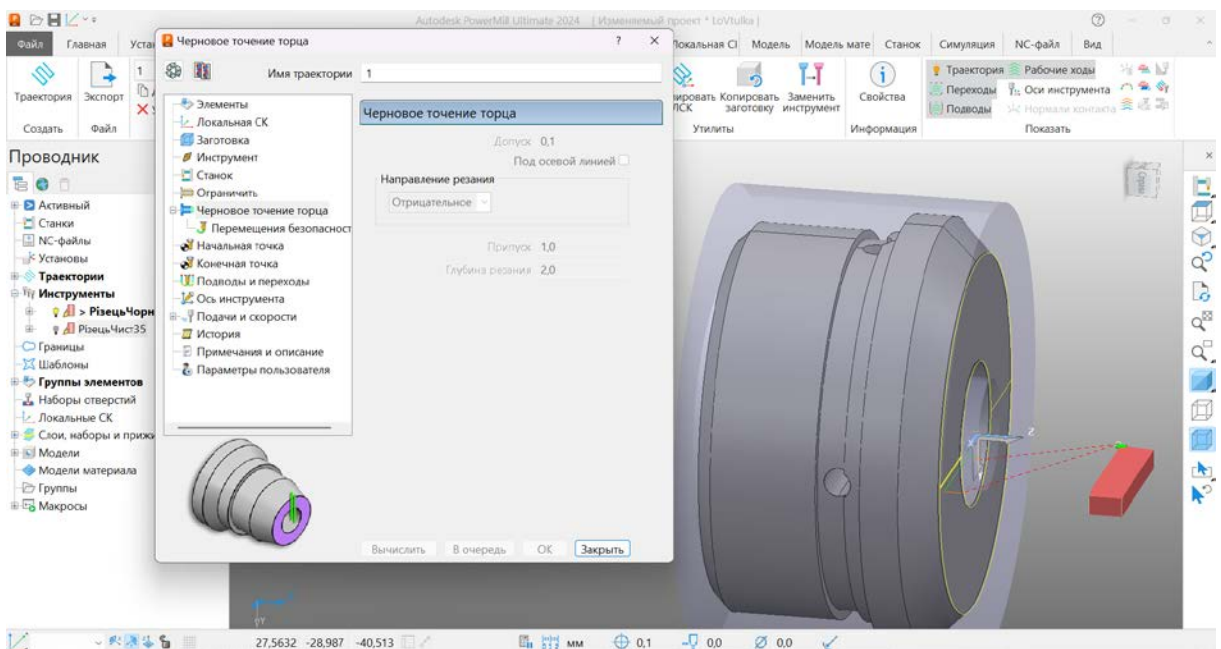 Autodesk PowerMill Ultimate 2024 [ Изменяемый проект * LoVtulka ]
Файл Главная Локальная СІ Модель Модель мате Станок Симуляция NC-файл Вид
Черновое точение торца ? ×
Имя траектории 1
Траектория Экспорт 1
Создать Файл
Копировать заготовку Заменить инструмент
Утилиты
Свойства
Информация
Траектория Рабочие ходы
Переходы Оси инструмента
Подводы Нормали контакта
Показать
Проводник
Активный
Станки
NC-файлы
Установы
Траектории
Инструменты
> РізецьЧорн
РізецьЧист35
Границы
Шаблоны
Группы элементов
Наборы отверстий
Локальные СК
Слои, наборы и прижи
Модели
Модели материала
Группы
Макросы
Элементы
Локальная СК
Заготовка
Инструмент
Станок
Ограничить
Черновое точение торца
Перемещения безопасност
Начальная точка
Конечная точка
Подводы и переходы
Ось инструмента
Подачи и скорости
История
Примечания и описание
Параметры пользователя
Черновое точение торца
Допуск 0,1
Под осевой линией
Направление резания
Отрицательное
Припуск 1,0
Глубина резания 2,0
Вычислить В очередь OK Закрыть
X Z
Y
27,5632 -28,987 -40,513 мм 0,1 0,0 0,0